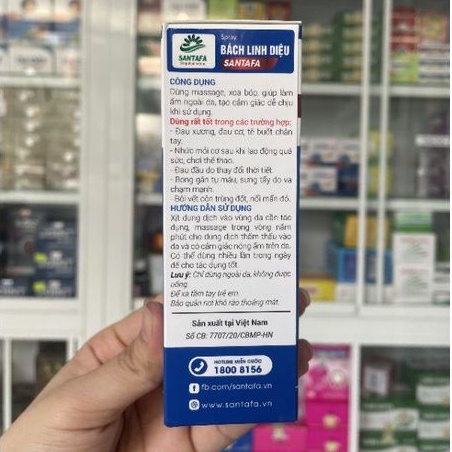 SANTAFA
Spray
BÁCH LINH DIỆU
SANTAFA
CÔNG DỤNG
Dùng massage, xoa bóp, giúp làm
ấm ngoài da, tạo cảm giác dễ chịu
khi sử dụng.
Dùng rất tốt trong các trường hợp:
- Đau xương, đau cơ, tê buốt chân
tay.
- Nhức mỏi cơ sau khi lao động quá
sức, chơi thể thao.
- Đau đầu do thay đổi thời tiết.
- Bong gân tụ máu, sưng tấy do va
chạm mạnh.
- Bôi vết côn trùng đốt, nổi mẩn đỏ.
HƯỚNG DẪN SỬ DỤNG
Xịt dung dịch vào vùng da cần tác
dụng, massage trong vòng năm
phút cho dung dịch thẩm thấu vào
da và có cảm giác nóng ấm trên da.
Có thể dùng nhiều lần trong ngày
để cho tác dụng tốt.
Lưu ý: Chỉ dùng ngoài da, không được
uống.
Để xa tầm tay trẻ em.
Bảo quản nơi khô ráo thoáng mát.
Sản xuất tại Việt Nam
Số CB: 7707/20/CBMP-HN
HOTLINE MIỄN CƯỚC
1800 8156
fb.com/santafa.vn
www.santafa.vn